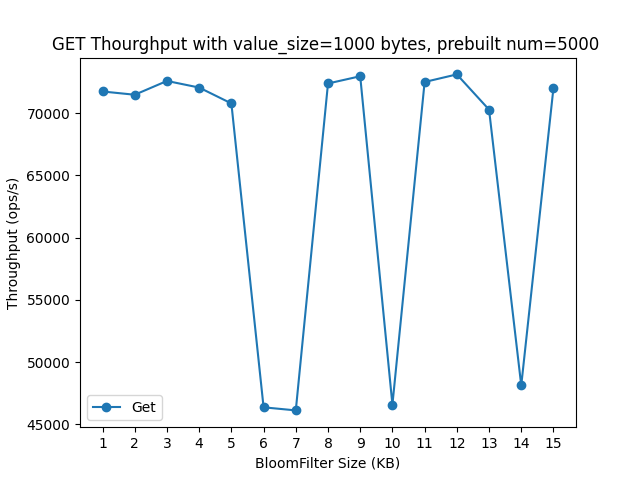 GET Thourghput with value_size=1000 bytes, prebuilt num=5000
Throughput (ops/s)
70000
65000
60000
55000
50000
45000
Get
1 2 3 4 5 6 7 8 9 10 11 12 13 14 15
BloomFilter Size (KB)